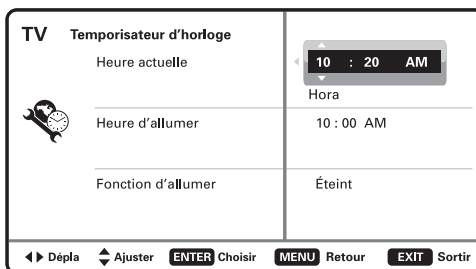 TV Temporisateur d'horloge
Heure actuelle 10 : 20 AM
Hora
Heure d'allumer 10 : 00 AM
Fonction d'allumer Éteint
Dépla Ajuster ENTER Choisir MENU Retour EXIT Sortir